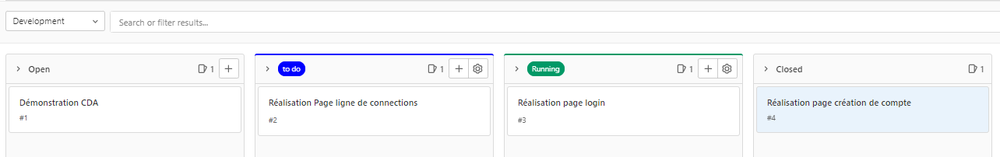 Development
Search or filter results...
Open 1
to do 1
Running 1
Closed 1
Démonstration CDA
#1
Réalisation Page ligne de connections
#2
Réalisation page login
#3
Réalisation page création de compte
#4